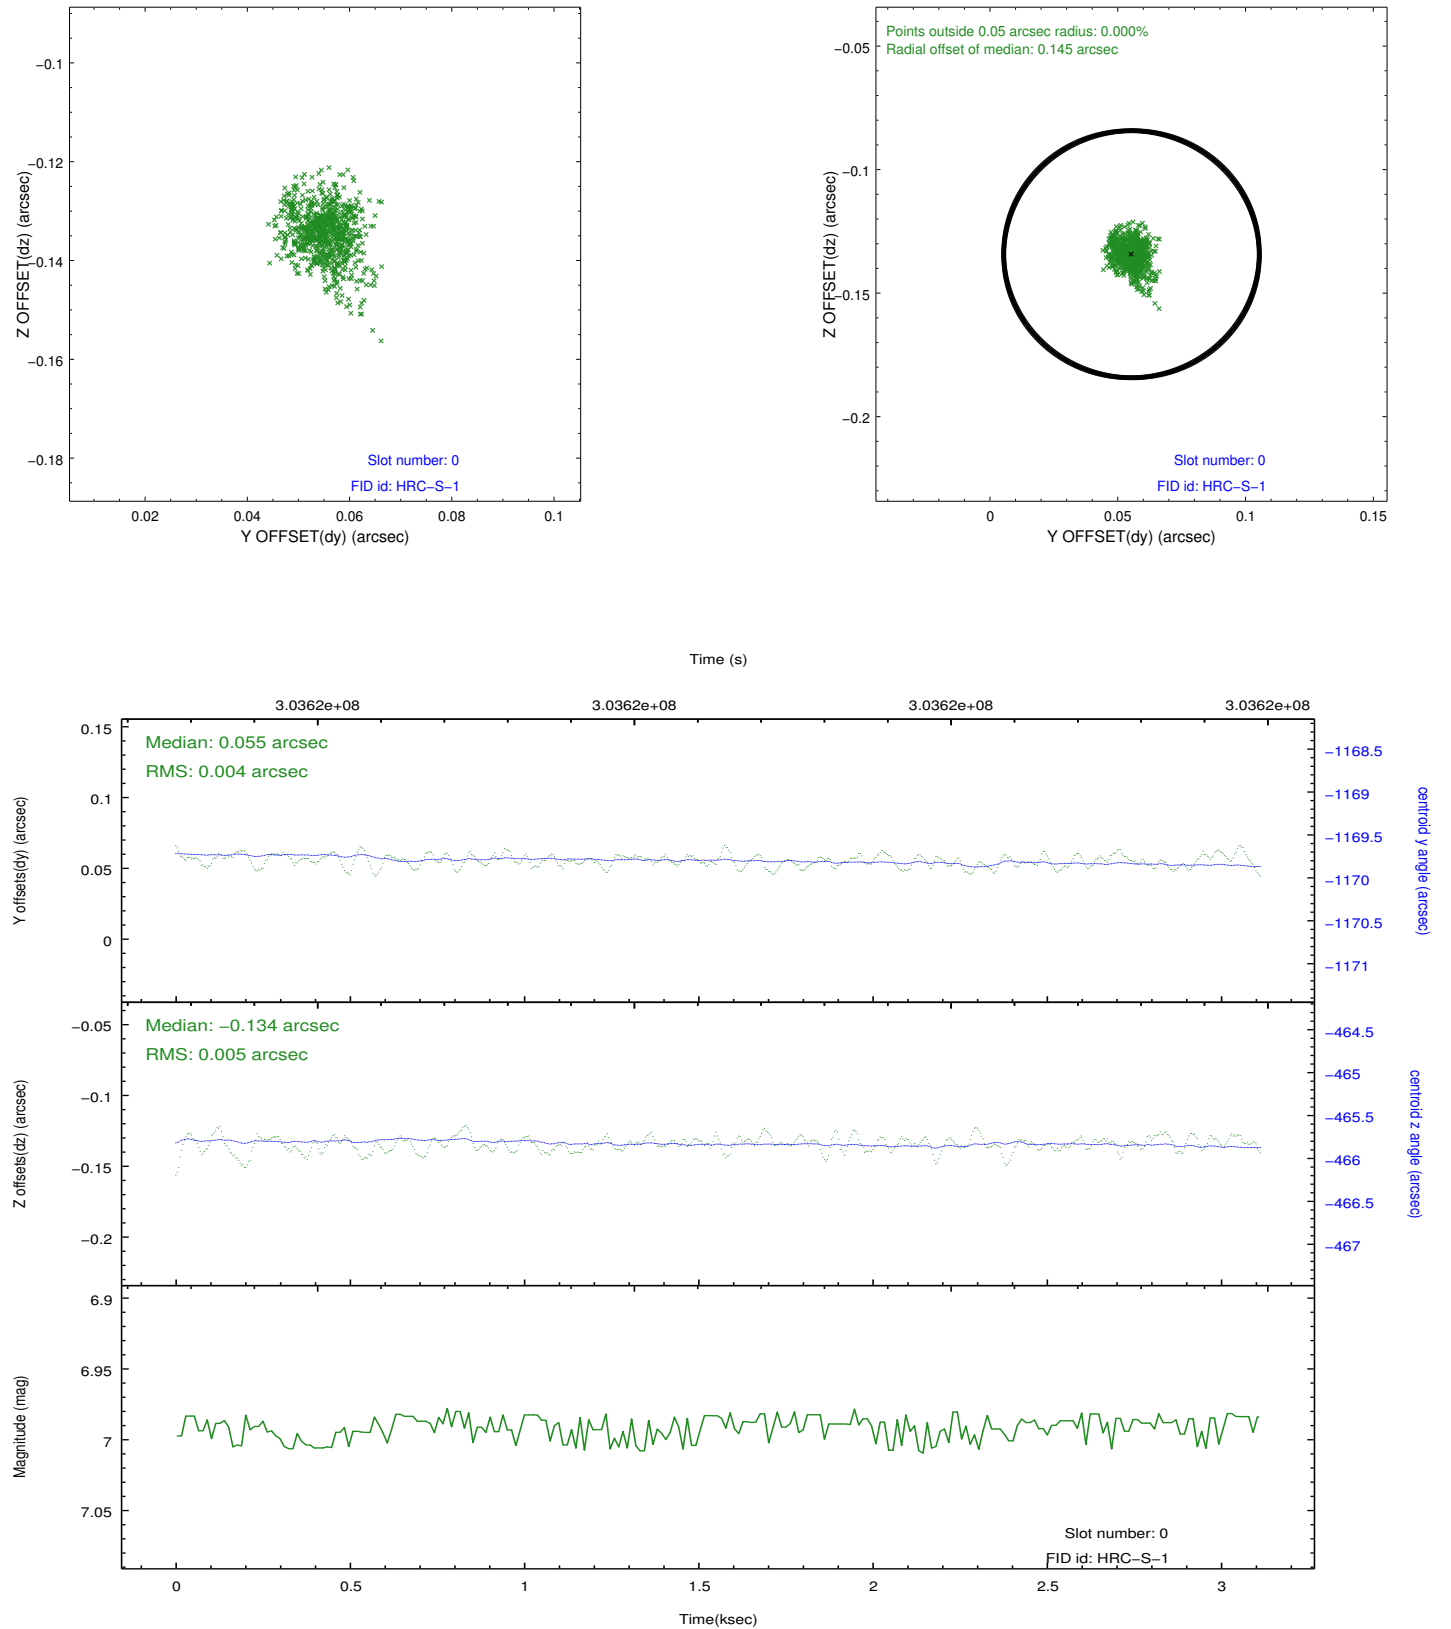 −0.1
−0.12
−0.14
−0.16
−0.18
Z OFFSET(dz) (arcsec)
Slot number: 0
FID id: HRC−S−1
0.02 0.04 0.06 0.08 0.1
Y OFFSET(dy) (arcsec)
Points outside 0.05 arcsec radius: 0.000%
Radial offset of median: 0.145 arcsec
−0.05
−0.1
−0.15
−0.2
Z OFFSET(dz) (arcsec)
Slot number: 0
FID id: HRC−S−1
0 0.05 0.1 0.15
Y OFFSET(dy) (arcsec)
Time (s)
3.0362e+08 3.0362e+08 3.0362e+08 3.0362e+08
Median: 0.055 arcsec
RMS: 0.004 arcsec
0.15
0.1
0.05
0
Y offsets(dy) (arcsec)
−1168.5
−1169
−1169.5
−1170
−1170.5
−1171
centroid y angle (arcsec)
Median: −0.134 arcsec
RMS: 0.005 arcsec
−0.05
−0.1
−0.15
−0.2
Z offsets(dz) (arcsec)
−464.5
−465
−465.5
−466
−466.5
−467
centroid z angle (arcsec)
6.9
6.95
7
7.05
Magnitude (mag)
Slot number: 0
FID id: HRC−S−1
0 0.5 1 1.5 2 2.5 3
Time(ksec)